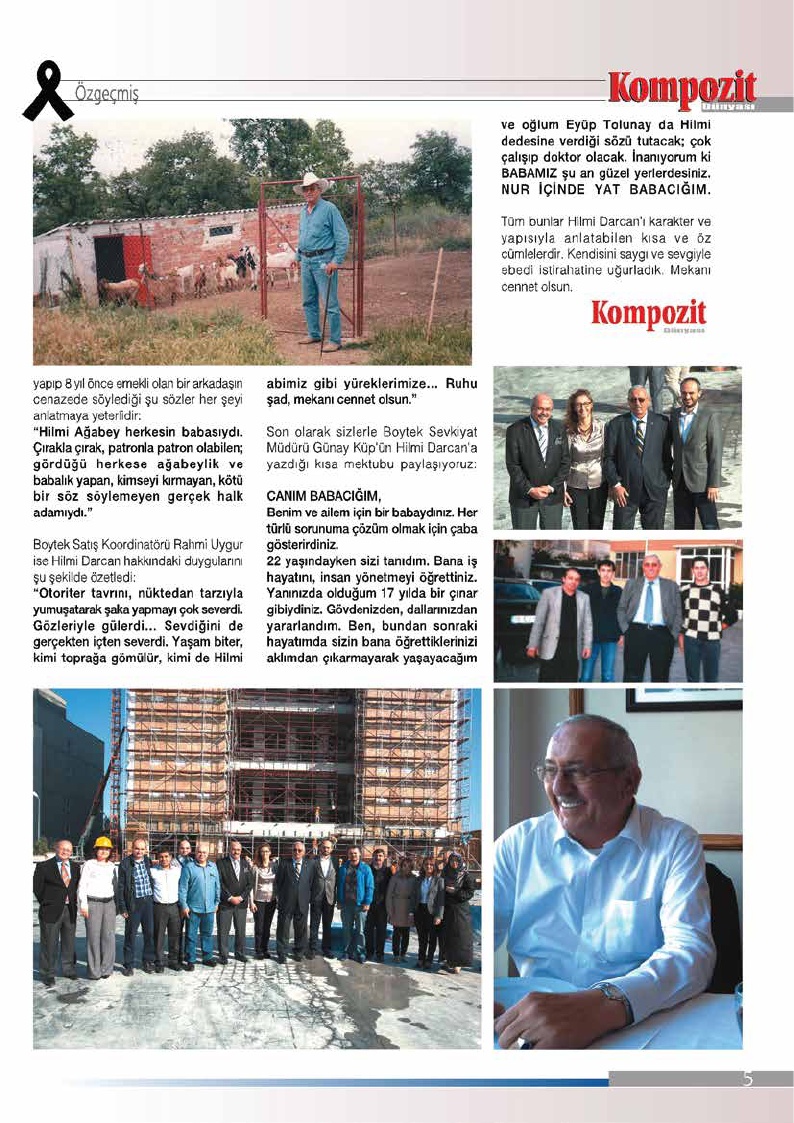 Özgeçmiş
Kompozit
Dünyası
yapıp 8 yıl önce emekli olan bir arkadaşın
cenazede söylediği şu sözler her şeyi
anlatmaya yeterlidir:
“Hilmi Ağabey herkesin babasıydı.
Çırakla çırak, patronla patron olabilen;
gördüğü herkese ağabeylik ve
babalık yapan, kimseyi kırmayan, kötü
bir söz söylemeyen gerçek halk
adamıydı.”
Boytek Satış Koordinatörü Rahmi Uygur
ise Hilmi Darcan hakkındaki duygularını
şu şekilde özetledi:
“Otoriter tavrını, nüktedan tarzıyla
yumuşatarak şaka yapmayı çok severdi.
Gözleriyle gülerdi... Sevdiğini de
gerçekten içten severdi. Yaşam biter,
kimi toprağa gömülür, kimi de Hilmi
abimiz gibi yüreklerimize... Ruhu
şad, mekanı cennet olsun.”
Son olarak sizlerle Boytek Sevkiyat
Müdürü Günay Küp'ün Hilmi Darcan'a
yazdığı kısa mektubu paylaşıyoruz:
CANIM BABACIĞIM,
Benim ve ailem için bir babaydınız. Her
türlü sorunuma çözüm olmak için çaba
gösterirdiniz.
22 yaşındayken sizi tanıdım. Bana iş
hayatını, insan yönetmeyi öğrettiniz.
Yanınızda olduğum 17 yılda bir çınar
gibiydiniz. Gövdenizden, dallarınızdan
yararlandım. Ben, bundan sonraki
hayatımda sizin bana öğrettiklerinizi
aklımdan çıkarmayarak yaşayacağım
ve oğlum Eyüp Tolunay da Hilmi
dedesine verdiği sözü tutacak; çok
çalışıp doktor olacak. İnanıyorum ki
BABAMIZ şu an güzel yerlerdesiniz.
NUR İÇİNDE YAT BABACIĞIM.
Tüm bunlar Hilmi Darcan'ı karakter ve
yapısıyla anlatabilen kısa ve öz
cümlelerdir. Kendisini saygı ve sevgiyle
ebedi istirahatine uğurladık. Mekanı
cennet olsun.
Kompozit
Dünyası
5